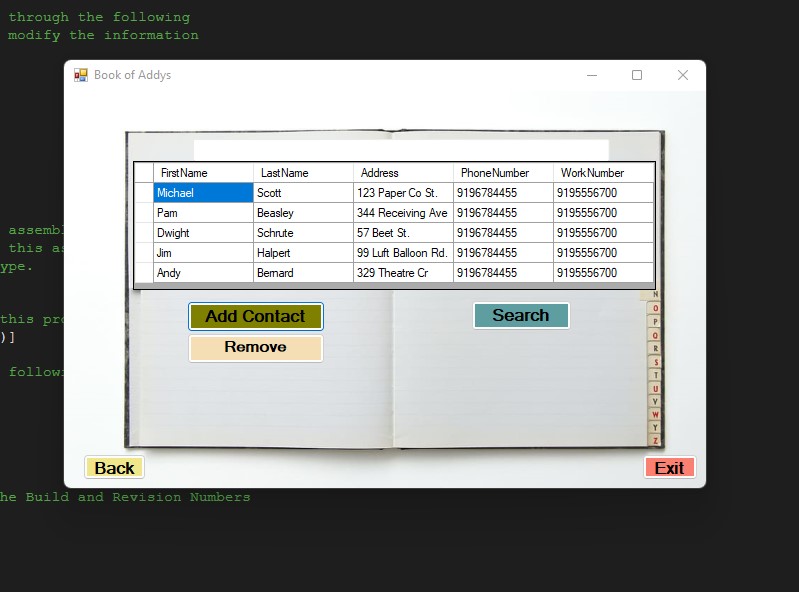 through the following
modify the information
Book of Addys
FirstName LastName Address PhoneNumber WorkNumber
Michael Scott 123 Paper Co St. 9196784455 9195556700
Pam Beasley 344 Receiving Ave 9196784455 9195556700
Dwight Schrute 57 Beet St. 9196784455 9195556700
Jim Halpert 99 Luft Balloon Rd. 9196784455 9195556700
Andy Bernard 329 Theatre Cr 9196784455 9195556700
assembl
this as
ype.
this pro
)]
followi
Add Contact Search
Remove
N
O
P
Q
R
S
T
U
V
W
Y
Z
Back Exit
he Build and Revision Numbers